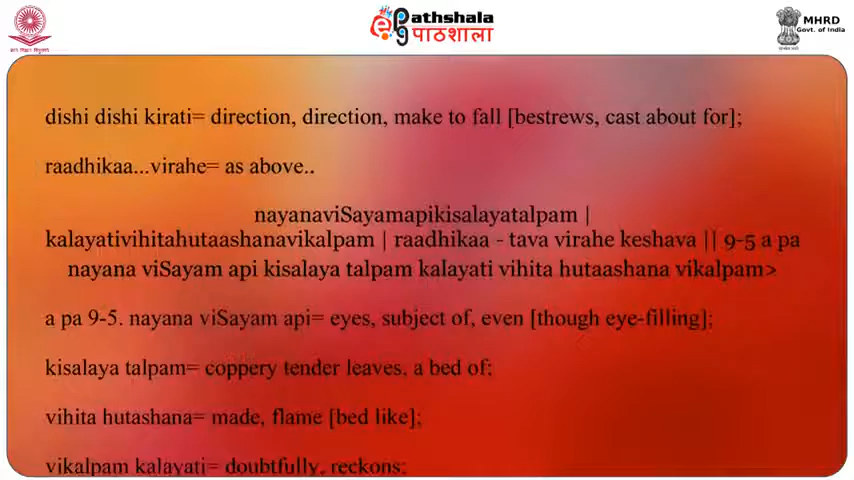 ePathshala
पाठशाला
MHRD
Govt. of India
dishi dishi kirati= direction, direction, make to fall [bestrews, cast about for];
raadhikaa...virahe= as above..
nayanaviSayamapikisalayatalpam |
kalayativihitahutaashanavikalpam | raadhikaa - tava virahe keshava || 9-5 a pa
nayana viSayam api kisalaya talpam kalayati vihita hutaashana vikalpam>
a pa 9-5. nayana viSayam api= eyes, subject of, even [though eye-filling];
kisalaya talpam= coppery tender leaves, a bed of;
vihita hutashana= made, flame [bed like];
vikalpam kalayati= doubtfully, reckons;